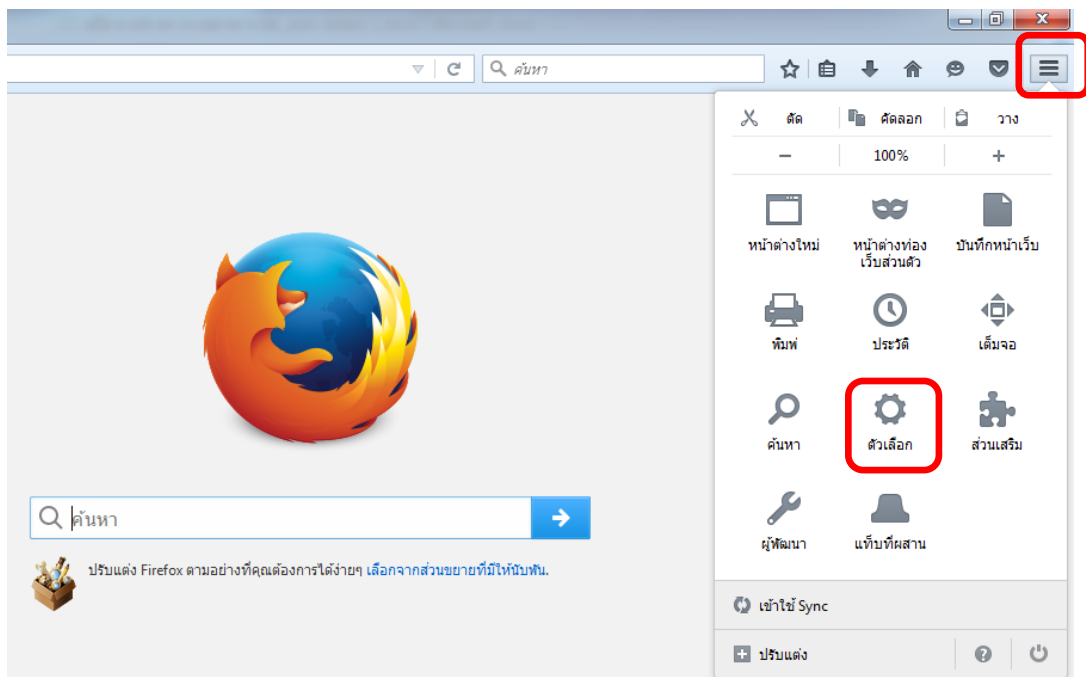 ค้นหา
ตัด
คัดลอก
วาง
100%
หน้าต่างใหม่
หน้าต่างท่อง
เว็บส่วนตัว
บันทึกหน้าเว็บ
พิมพ์
ประวัติ
เต็มจอ
ค้นหา
ตัวเลือก
ส่วนเสริม
ผู้พัฒนา
แท็บที่ผสาน
เข้าใช้ Sync
ปรับแต่ง
ค้นหา
ปรับแต่ง Firefox ตามอย่างที่คุณต้องการได้ง่ายๆ เลือกจากส่วนขยายที่มีให้นับพัน.